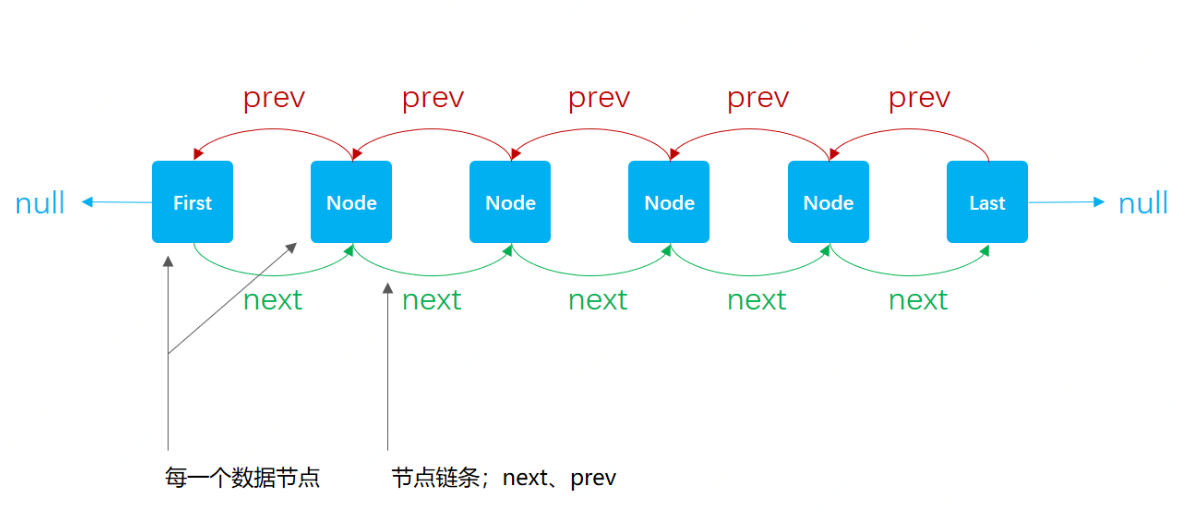 prev prev prev prev prev
null First Node Node Node Node Last null
next next next next next
每一个数据节点 节点链条；next、prev